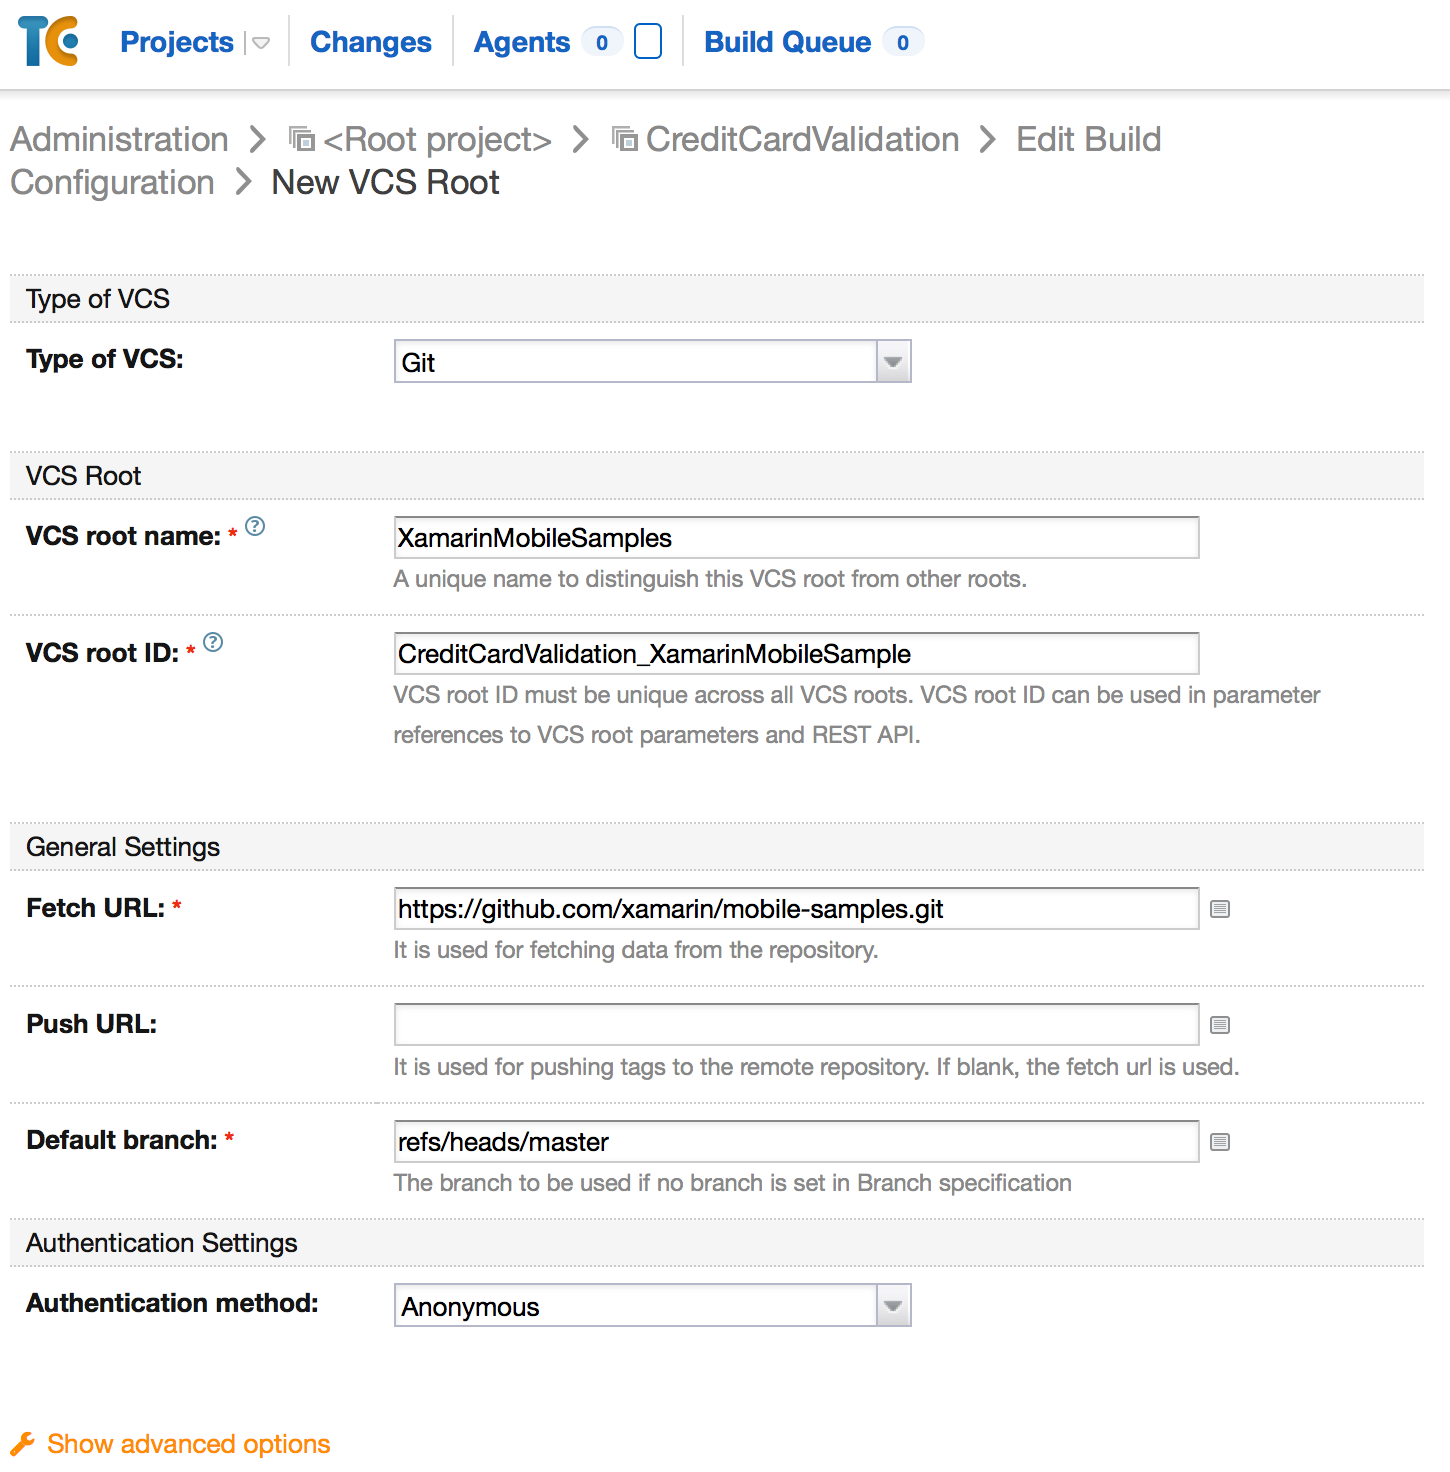 TC Projects Changes Agents 0 Build Queue 0
Administration > <Root project> > CreditCardValidation > Edit Build
Configuration > New VCS Root
Type of VCS
Type of VCS: Git
VCS Root
VCS root name: * ? XamarinMobileSamples
A unique name to distinguish this VCS root from other roots.
VCS root ID: * ? CreditCardValidation_XamarinMobileSample
VCS root ID must be unique across all VCS roots. VCS root ID can be used in parameter
references to VCS root parameters and REST API.
General Settings
Fetch URL: * https://github.com/xamarin/mobile-samples.git
It is used for fetching data from the repository.
Push URL:
It is used for pushing tags to the remote repository. If blank, the fetch url is used.
Default branch: * refs/heads/master
The branch to be used if no branch is set in Branch specification
Authentication Settings
Authentication method: Anonymous
Show advanced options